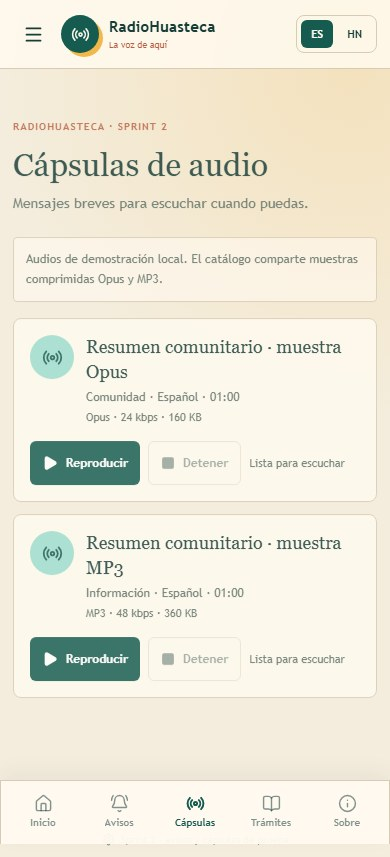 RadioHuasteca
La voz de aquí
ES HN
RADIOHUASTECA • SPRINT 2
Cápsulas de audio
Mensajes breves para escuchar cuando puedas.
Audios de demostración local. El catálogo comparte muestras
comprimidas Opus y MP3.
Resumen comunitario · muestra
Opus
Comunidad · Español · 01:00
Opus · 24 kbps · 160 KB
Reproducir Detener Lista para escuchar
Resumen comunitario · muestra
MP3
Información · Español · 01:00
MP3 · 48 kbps · 360 KB
Reproducir Detener Lista para escuchar
Inicio Avisos Cápsulas Trámites Sobre